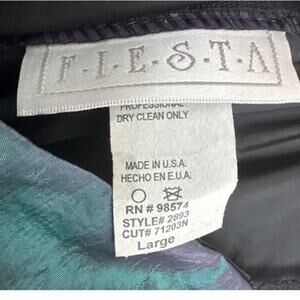 F·I·E·S·T·A
PROFESSIONAL
DRY CLEAN ONLY
MADE IN U.S.A.
HECHO EN E.U.A.
RN # 98574
STYLE# 2893
CUT# 71203N
Large